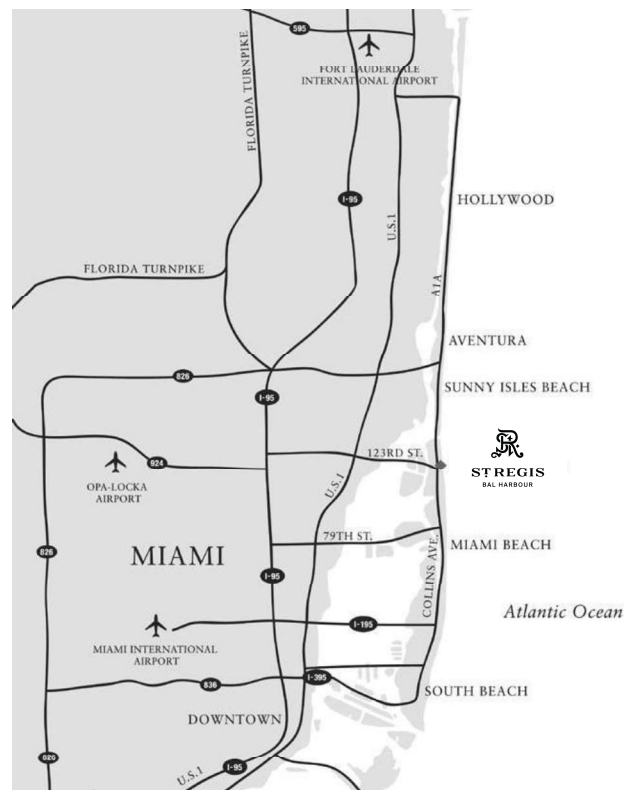 595
FORT LAUDERDALE
INTERNATIONAL AIRPORT
FLORIDA TURNPIKE
I-95
HOLLYWOOD
U.S.1
FLORIDA TURNPIKE
A1A
AVENTURA
826
SUNNY ISLES BEACH
I-95
123RD ST.
ST REGIS
BAL HARBOUR
924
OPA-LOCKA
AIRPORT
U.S.1
79TH ST.
MIAMI BEACH
826
MIAMI
I-95
COLLINS AVE.
Atlantic Ocean
I-195
MIAMI INTERNATIONAL
AIRPORT
836
I-395
SOUTH BEACH
DOWNTOWN
I-95
U.S.1